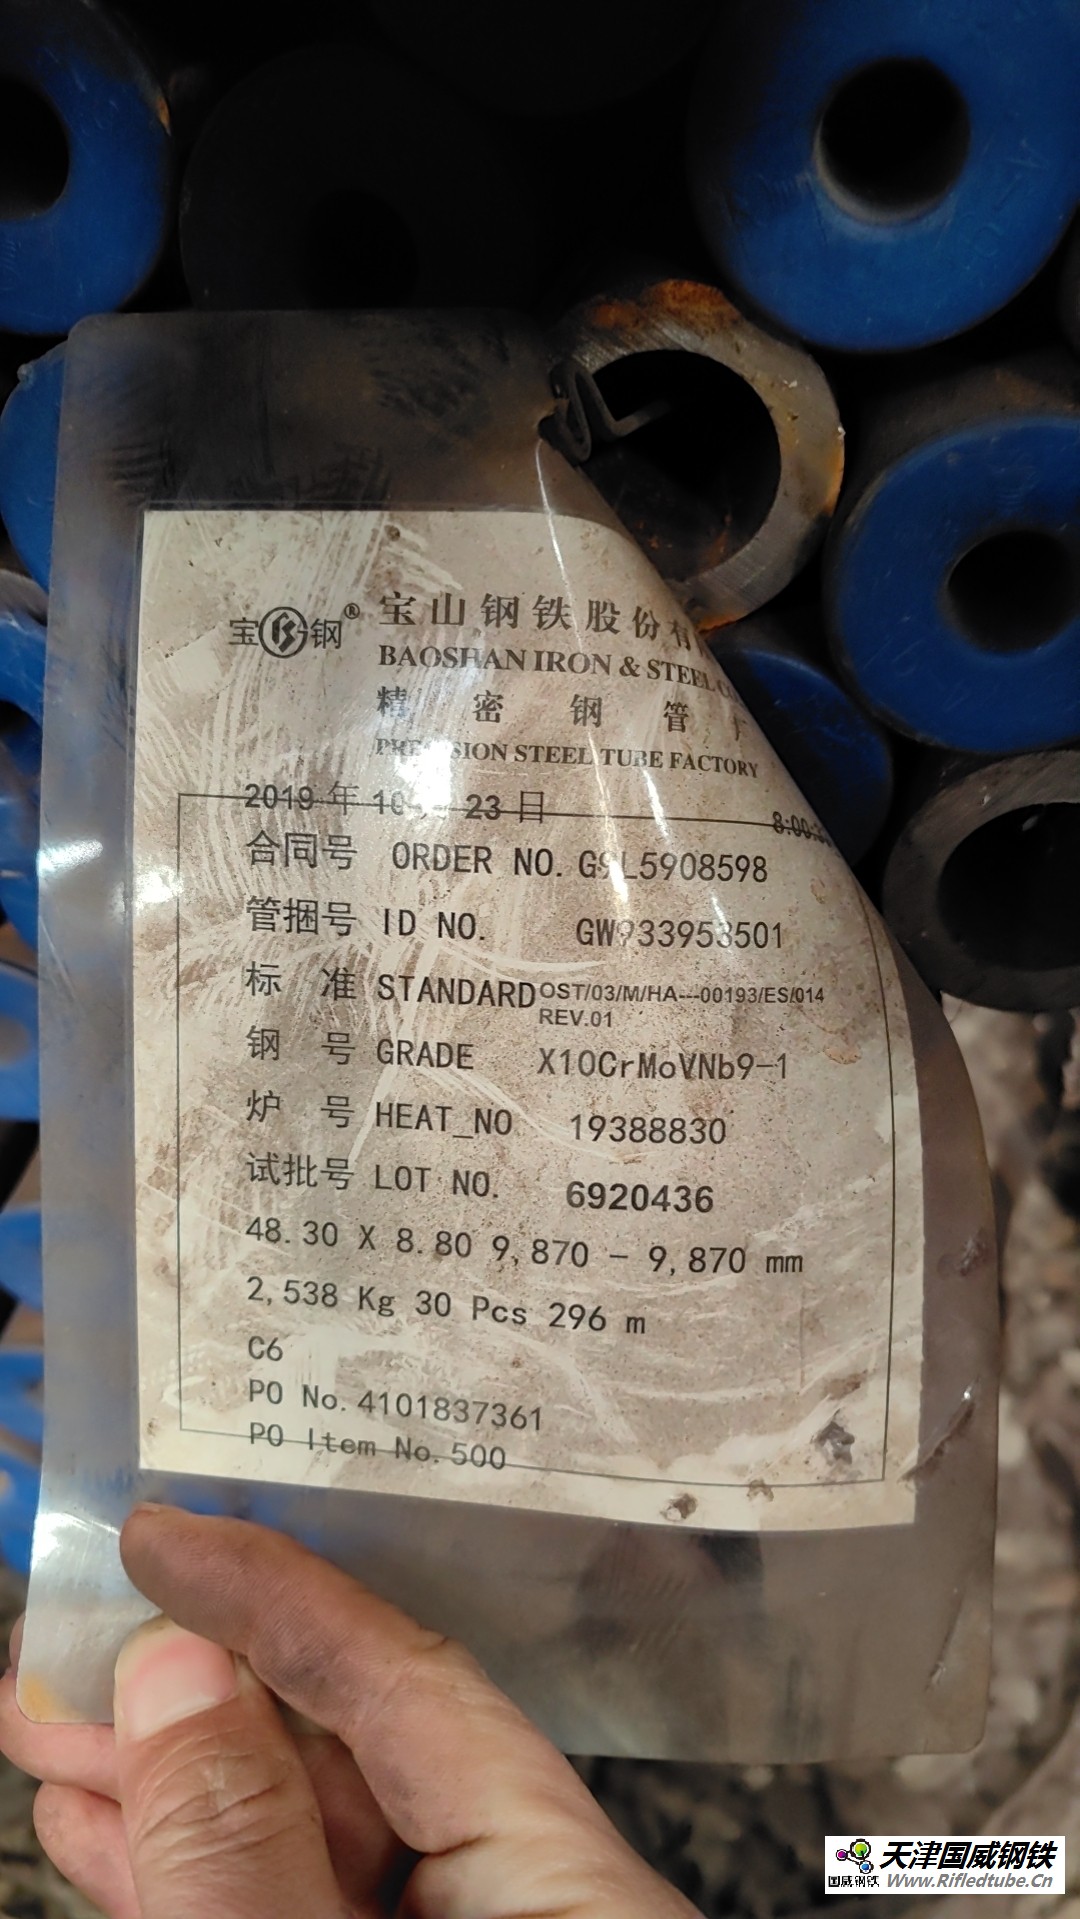 宝钢®
宝山钢铁股份有
BAOSHAN IRON & STEEL
精密钢管
PRECISION STEEL TUBE FACTORY
2019 年 10 23 日
8:00:
合同号 ORDER NO. G9L5908598
管捆号 ID NO. GW933953501
标 准 STANDARD OST/03/M/HA---00193/ES/014
REV.01
钢 号 GRADE X10CrMoVNb9-1
炉 号 HEAT_NO 19388830
试批号 LOT NO. 6920436
48.30 X 8.80 9,870 - 9,870 mm
2,538 Kg 30 Pcs 296 m
C6
PO No. 4101837361
PO Item No. 500
国威钢铁
天津国威钢铁
Www.Rifledtube.Cn